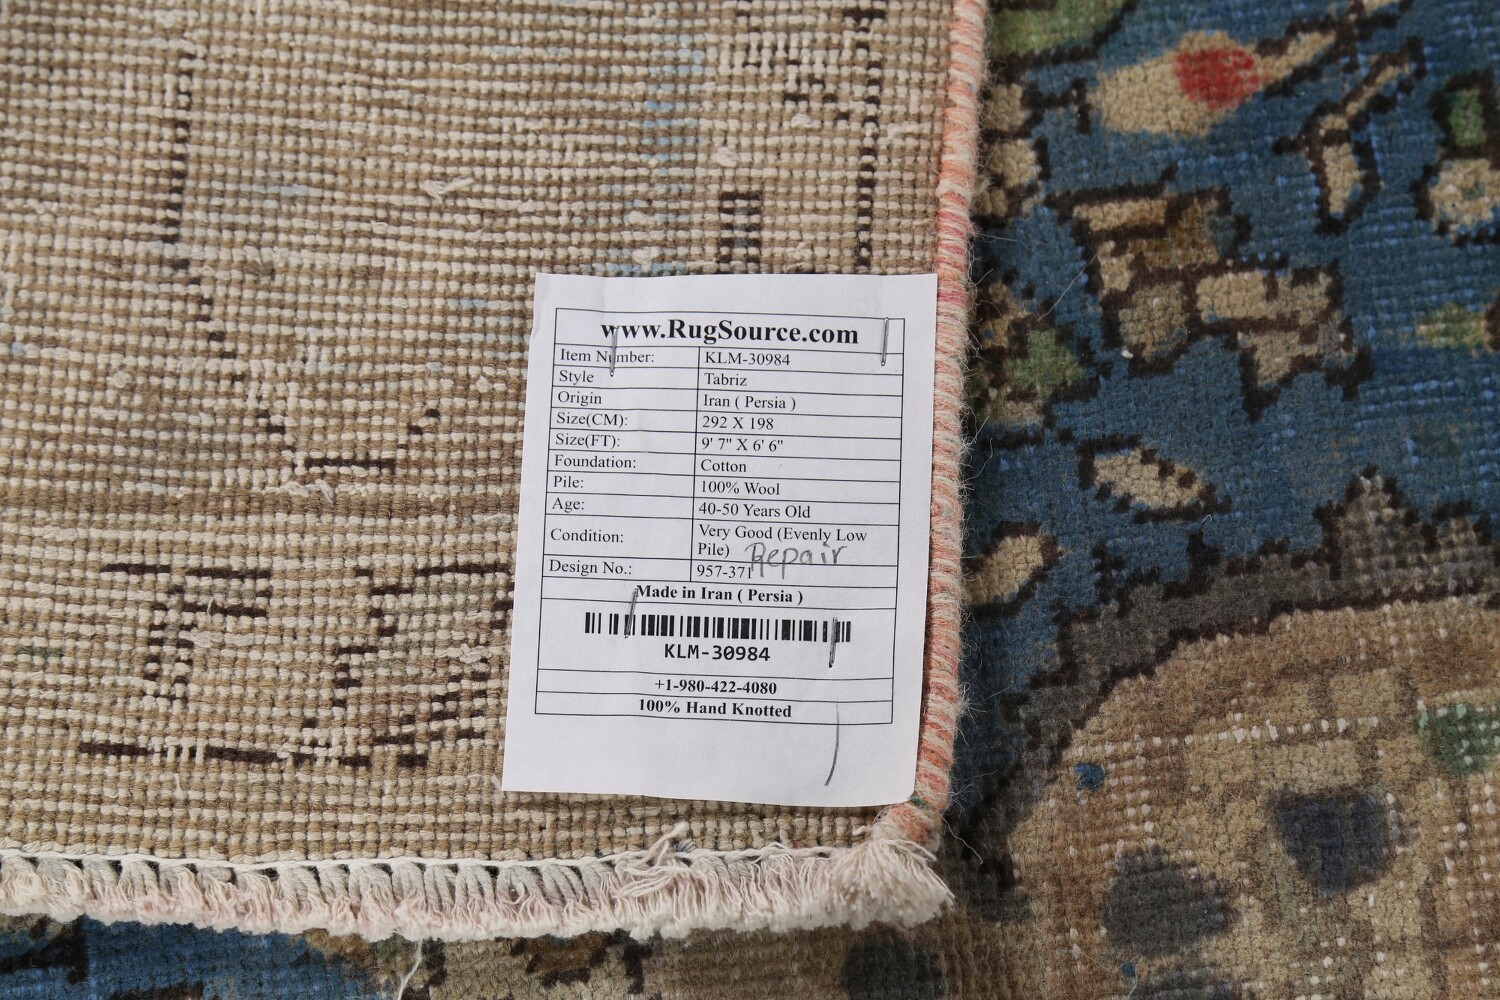 www.RugSource.com
Item Number: KLM-30984
Style Tabriz
Origin Iran ( Persia )
Size(CM): 292 X 198
Size(FT): 9' 7" X 6' 6"
Foundation: Cotton
Pile: 100% Wool
Age: 40-50 Years Old
Condition: Very Good (Evenly Low
Pile) Repair
Design No.: 957-371
Made in Iran ( Persia )
KLM-30984
+1-980-422-4080
100% Hand Knotted